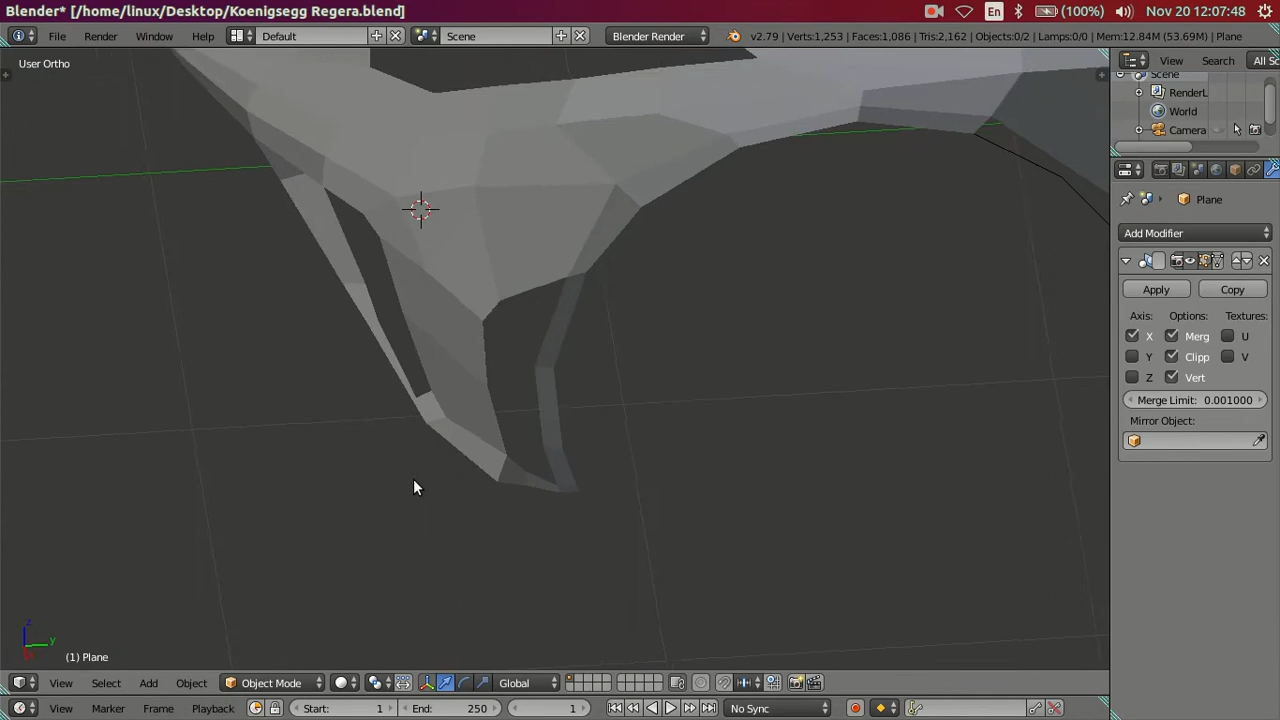 Blender* [/home/linux/Desktop/Koenigsegg Regera.blend]
En (100%) Nov 20 12:07:48
File Render Window Help Default Scene Blender Render v2.79 | Verts:1,253 | Faces:1,086 | Tris:2,162 | Objects:0/2 | Lamps:0/0 | Mem:12.84M (53.69M) | Plane
User Ortho
View Search All Sc
Scene
RenderL
World
Camera
Plane
Add Modifier
Apply Copy
Axis: Options: Textures:
X Merg U
Y Clipp V
Z Vert
Merge Limit: 0.001000
Mirror Object:
z
y
(1) Plane
View Select Add Object Object Mode Global
View Marker Frame Playback Start: 1 End: 250 1 No Sync